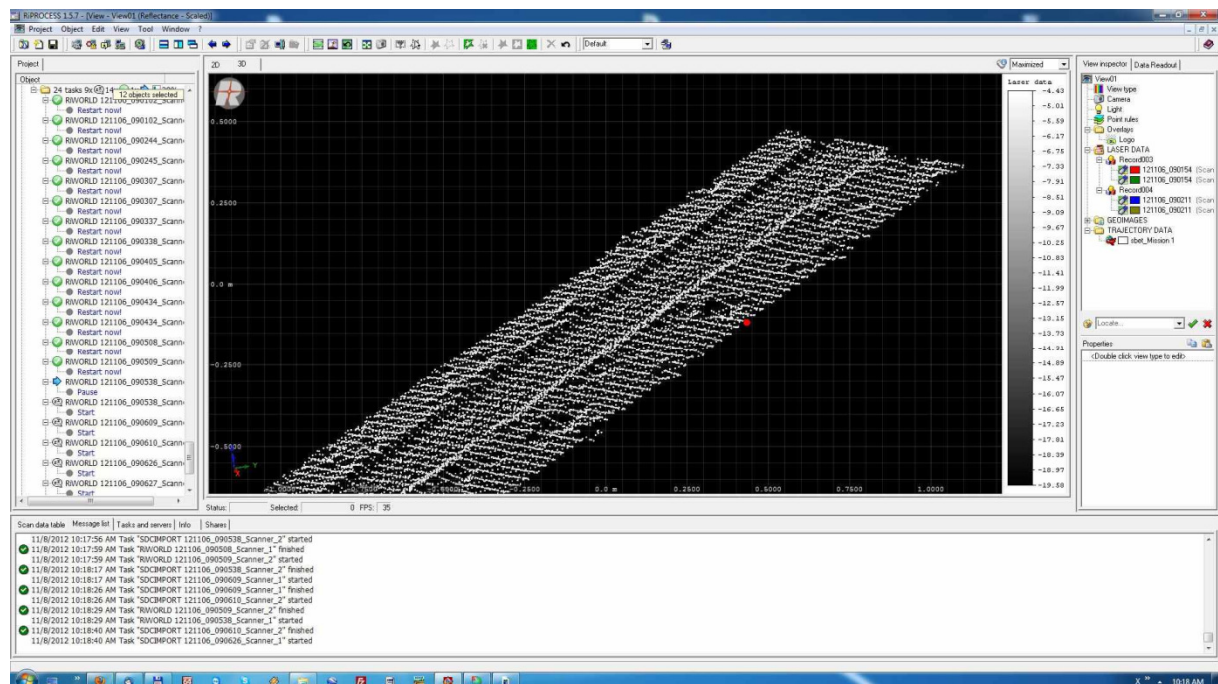 RiPROCESS 1.5.7 - [View - View01 (Reflectance - Scaled)]
Project Object Edit View Tool Window ?
Default
Project
Object
24 tasks
12 objects selected
RiWORLD 121106_090102_Scann
Restart now!
RiWORLD 121106_090102_Scann
Restart now!
RiWORLD 121106_090244_Scann
Restart now!
RiWORLD 121106_090245_Scann
Restart now!
RiWORLD 121106_090307_Scann
Restart now!
RiWORLD 121106_090307_Scann
Restart now!
RiWORLD 121106_090337_Scann
Restart now!
RiWORLD 121106_090338_Scann
Restart now!
RiWORLD 121106_090405_Scann
Restart now!
RiWORLD 121106_090406_Scann
Restart now!
RiWORLD 121106_090434_Scann
Restart now!
RiWORLD 121106_090434_Scann
Restart now!
RiWORLD 121106_090508_Scann
Restart now!
RiWORLD 121106_090509_Scann
Restart now!
RiWORLD 121106_090538_Scann
Pause
RiWORLD 121106_090538_Scann
Start
RiWORLD 121106_090609_Scann
Start
RiWORLD 121106_090610_Scann
Start
RiWORLD 121106_090626_Scann
Start
RiWORLD 121106_090627_Scann
Start
2D 3D
Maximized
0.5000
0.2500
0.0 m
-0.2500
-0.5000
Y
X
-0.2500 0.0 m 0.2500 0.5000 0.7500 1.0000
Laser data
-4.43
-5.01
-5.59
-6.17
-6.75
-7.33
-7.91
-8.51
-9.09
-9.67
-10.25
-10.83
-11.41
-11.99
-12.57
-13.15
-13.73
-14.31
-14.89
-15.47
-16.07
-16.65
-17.23
-17.81
-18.39
-18.97
-19.58
Status: Selected: 0 FPS: 35
View inspector Data Readout
View01
View type
Camera
Light
Point rules
Overlays
Logo
LASER DATA
Record003
121106_090154 (Scan
121106_090154 (Scan
Record004
121106_090211 (Scan
121106_090211 (Scan
GEOIMAGES
TRAJECTORY DATA
sbet_Mission 1
Locate...
Properties
<Double click view type to edit>
Scan data table Message list Tasks and servers Info Shares
11/8/2012 10:17:56 AM Task "SDCIMPORT 121106_090538_Scanner_2" started
11/8/2012 10:17:59 AM Task "RiWORLD 121106_090508_Scanner_1" finished
11/8/2012 10:17:59 AM Task "RiWORLD 121106_090509_Scanner_2" started
11/8/2012 10:18:17 AM Task "SDCIMPORT 121106_090538_Scanner_2" finished
11/8/2012 10:18:17 AM Task "SDCIMPORT 121106_090609_Scanner_1" started
11/8/2012 10:18:26 AM Task "SDCIMPORT 121106_090609_Scanner_1" finished
11/8/2012 10:18:26 AM Task "SDCIMPORT 121106_090610_Scanner_2" started
11/8/2012 10:18:29 AM Task "RiWORLD 121106_090509_Scanner_2" finished
11/8/2012 10:18:29 AM Task "RiWORLD 121106_090538_Scanner_1" started
11/8/2012 10:18:40 AM Task "SDCIMPORT 121106_090610_Scanner_2" finished
11/8/2012 10:18:40 AM Task "SDCIMPORT 121106_090626_Scanner_1" started
10:18 AM